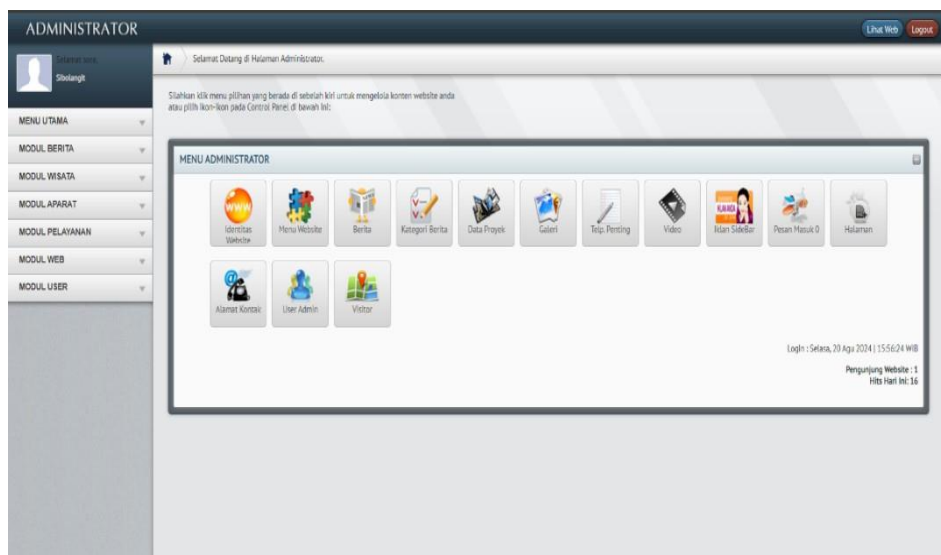 ADMINISTRATOR
Lihat Web
Logout
Selamat
Sibolangit
Selamat Datang di Halaman Administrator.
Silahkan klik menu pilihan yang berada di sebelah kiri untuk mengelola konten website anda
atau pilih ikon-ikon pada Control Panel di bawah ini:
MENU UTAMA
MODUL BERITA
MODUL WISATA
MODUL APARAT
MODUL PELAYANAN
MODUL WEB
MODUL USER
MENU ADMINISTRATOR
www
Identitas
Website
Menu Website
Berita
Kategori Berita
Data Proyek
Galeri
Telp. Penting
Video
Iklan SideBar
Pesan Masuk 0
Halaman
Alamat Kontak
User Admin
Visitor
Login : Selasa, 20 Agu 2024 | 15:56:24 WIB
Pengunjung Website : 1
Hits Hari Ini: 16